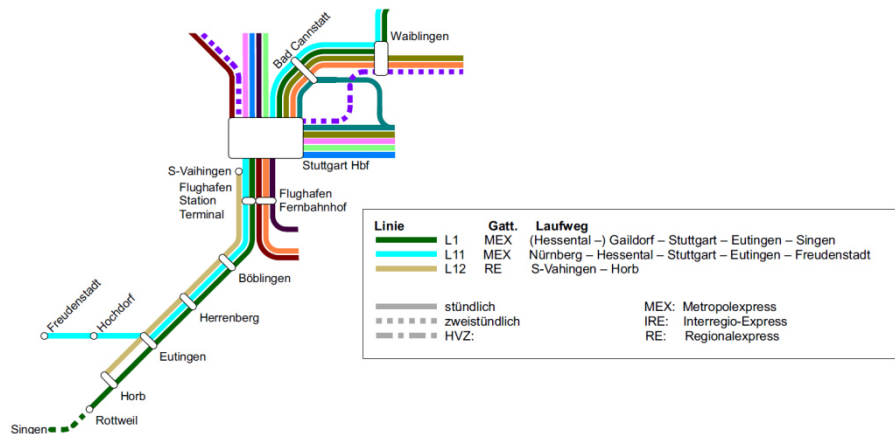 Bad Cannstatt
Waiblingen
Stuttgart Hbf
S-Vaihingen
Flughafen
Station
Terminal
Flughafen
Fernbahnhof
Böblingen
Herrenberg
Freudenstadt
Hochdorf
Eutingen
Horb
Rottweil
Singen
Linie Gatt. Laufweg
L1 MEX (Hessental –) Gaildorf – Stuttgart – Eutingen – Singen
L11 MEX Nürnberg – Hessental – Stuttgart – Eutingen – Freudenstadt
L12 RE S-Vahingen – Horb
stündlich MEX: Metropolexpress
zweistündlich IRE: Interregio-Express
HVZ: RE: Regionalexpress